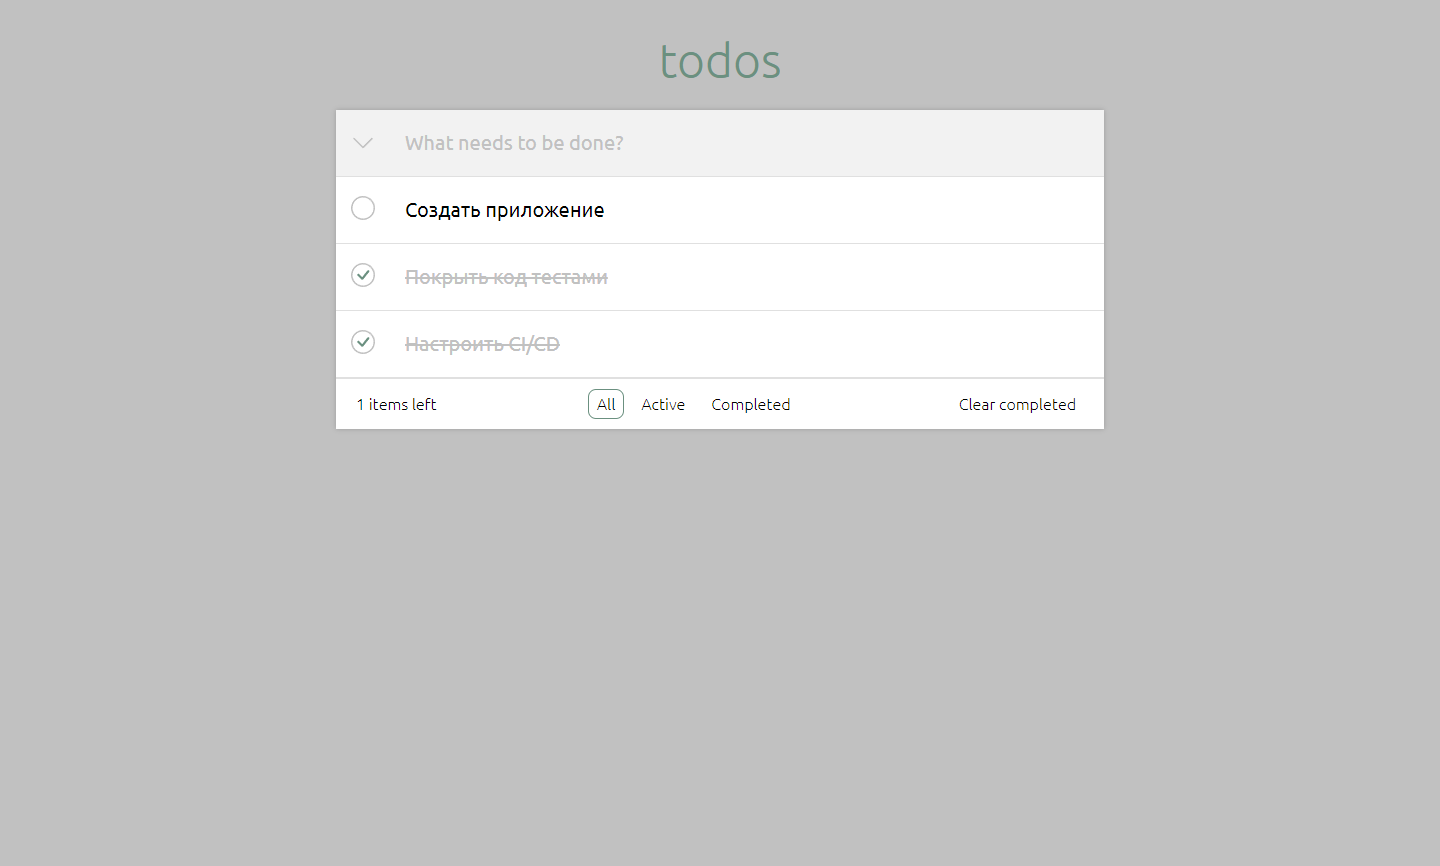 todos
What needs to be done?
Создать приложение
Покрыть код тестами
Настроить CI/CD
1 items left All Active Completed Clear completed